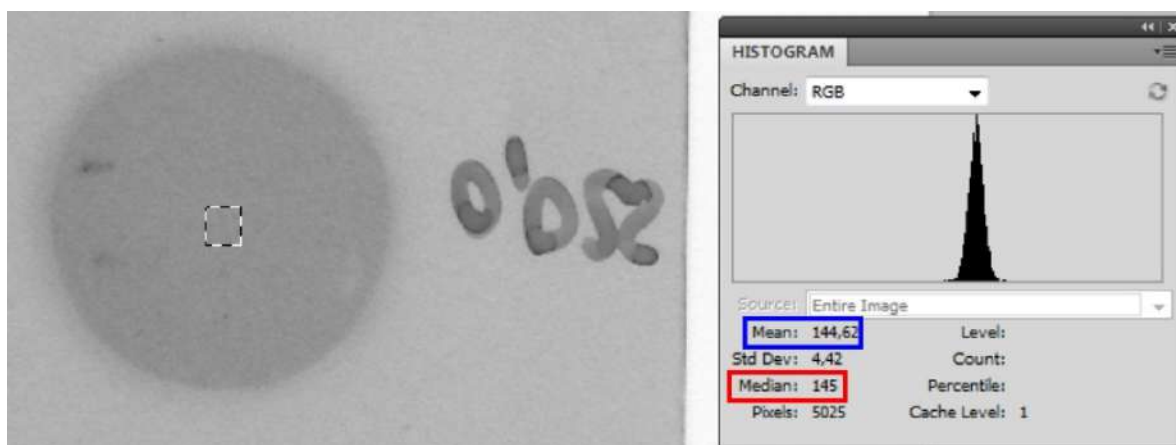 HISTOGRAM
Channel: RGB
Source: Entire Image
Mean: 144,62 Level:
Std Dev: 4,42 Count:
Median: 145 Percentile:
Pixels: 5025 Cache Level: 1